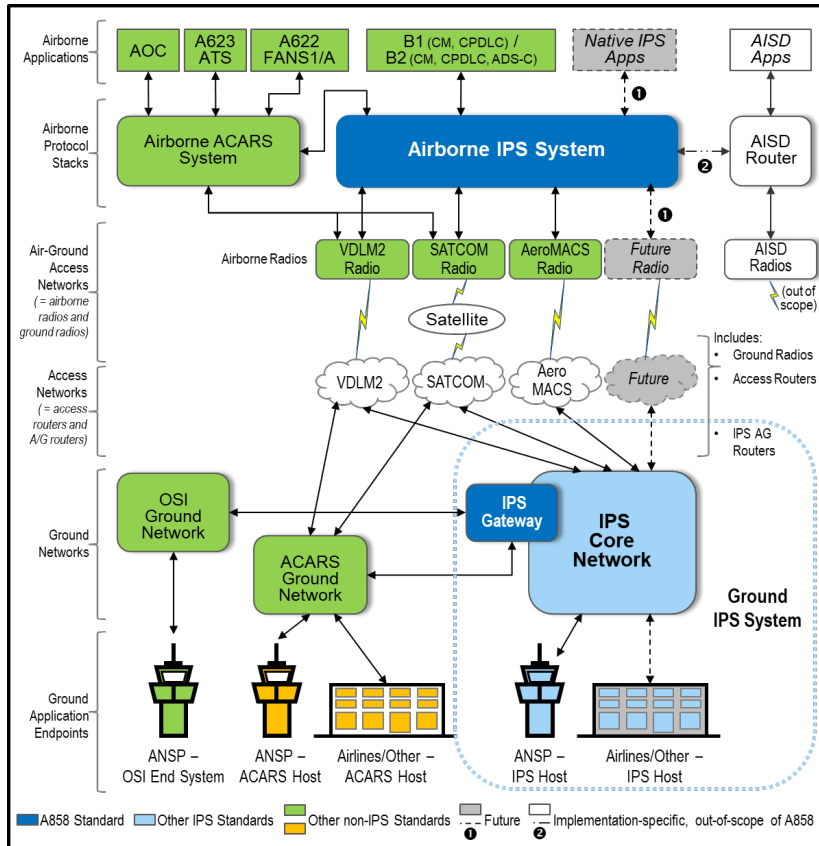 Airborne
Applications
AOC
A623
ATS
A622
FANS1/A
B1 (CM, CPDLC) /
B2 (CM, CPDLC, ADS-C)
Native IPS
Apps
AISD
Apps
❶
Airborne
Protocol
Stacks
Airborne ACARS
System
Airborne IPS System
❷
AISD
Router
❶
Air-Ground
Access
Networks
( = airborne
radios and
ground radios)
Airborne Radios
VDLM2
Radio
SATCOM
Radio
AeroMACS
Radio
Future
Radio
AISD
Radios
(out of
scope)
Satellite
Access
Networks
( = access
routers and
A/G routers)
VDLM2
SATCOM
Aero
MACS
Future
Includes:
• Ground Radios
• Access Routers
• IPS AG
Routers
Ground
Networks
OSI
Ground
Network
ACARS
Ground
Network
IPS
Gateway
IPS
Core
Network
Ground
IPS System
Ground
Application
Endpoints
ANSP –
OSI End System
ANSP –
ACARS Host
Airlines/Other –
ACARS Host
ANSP –
IPS Host
Airlines/Other –
IPS Host
A858 Standard
Other IPS Standards
Other non-IPS Standards
Future
❶
Implementation-specific, out-of-scope of A858
❷